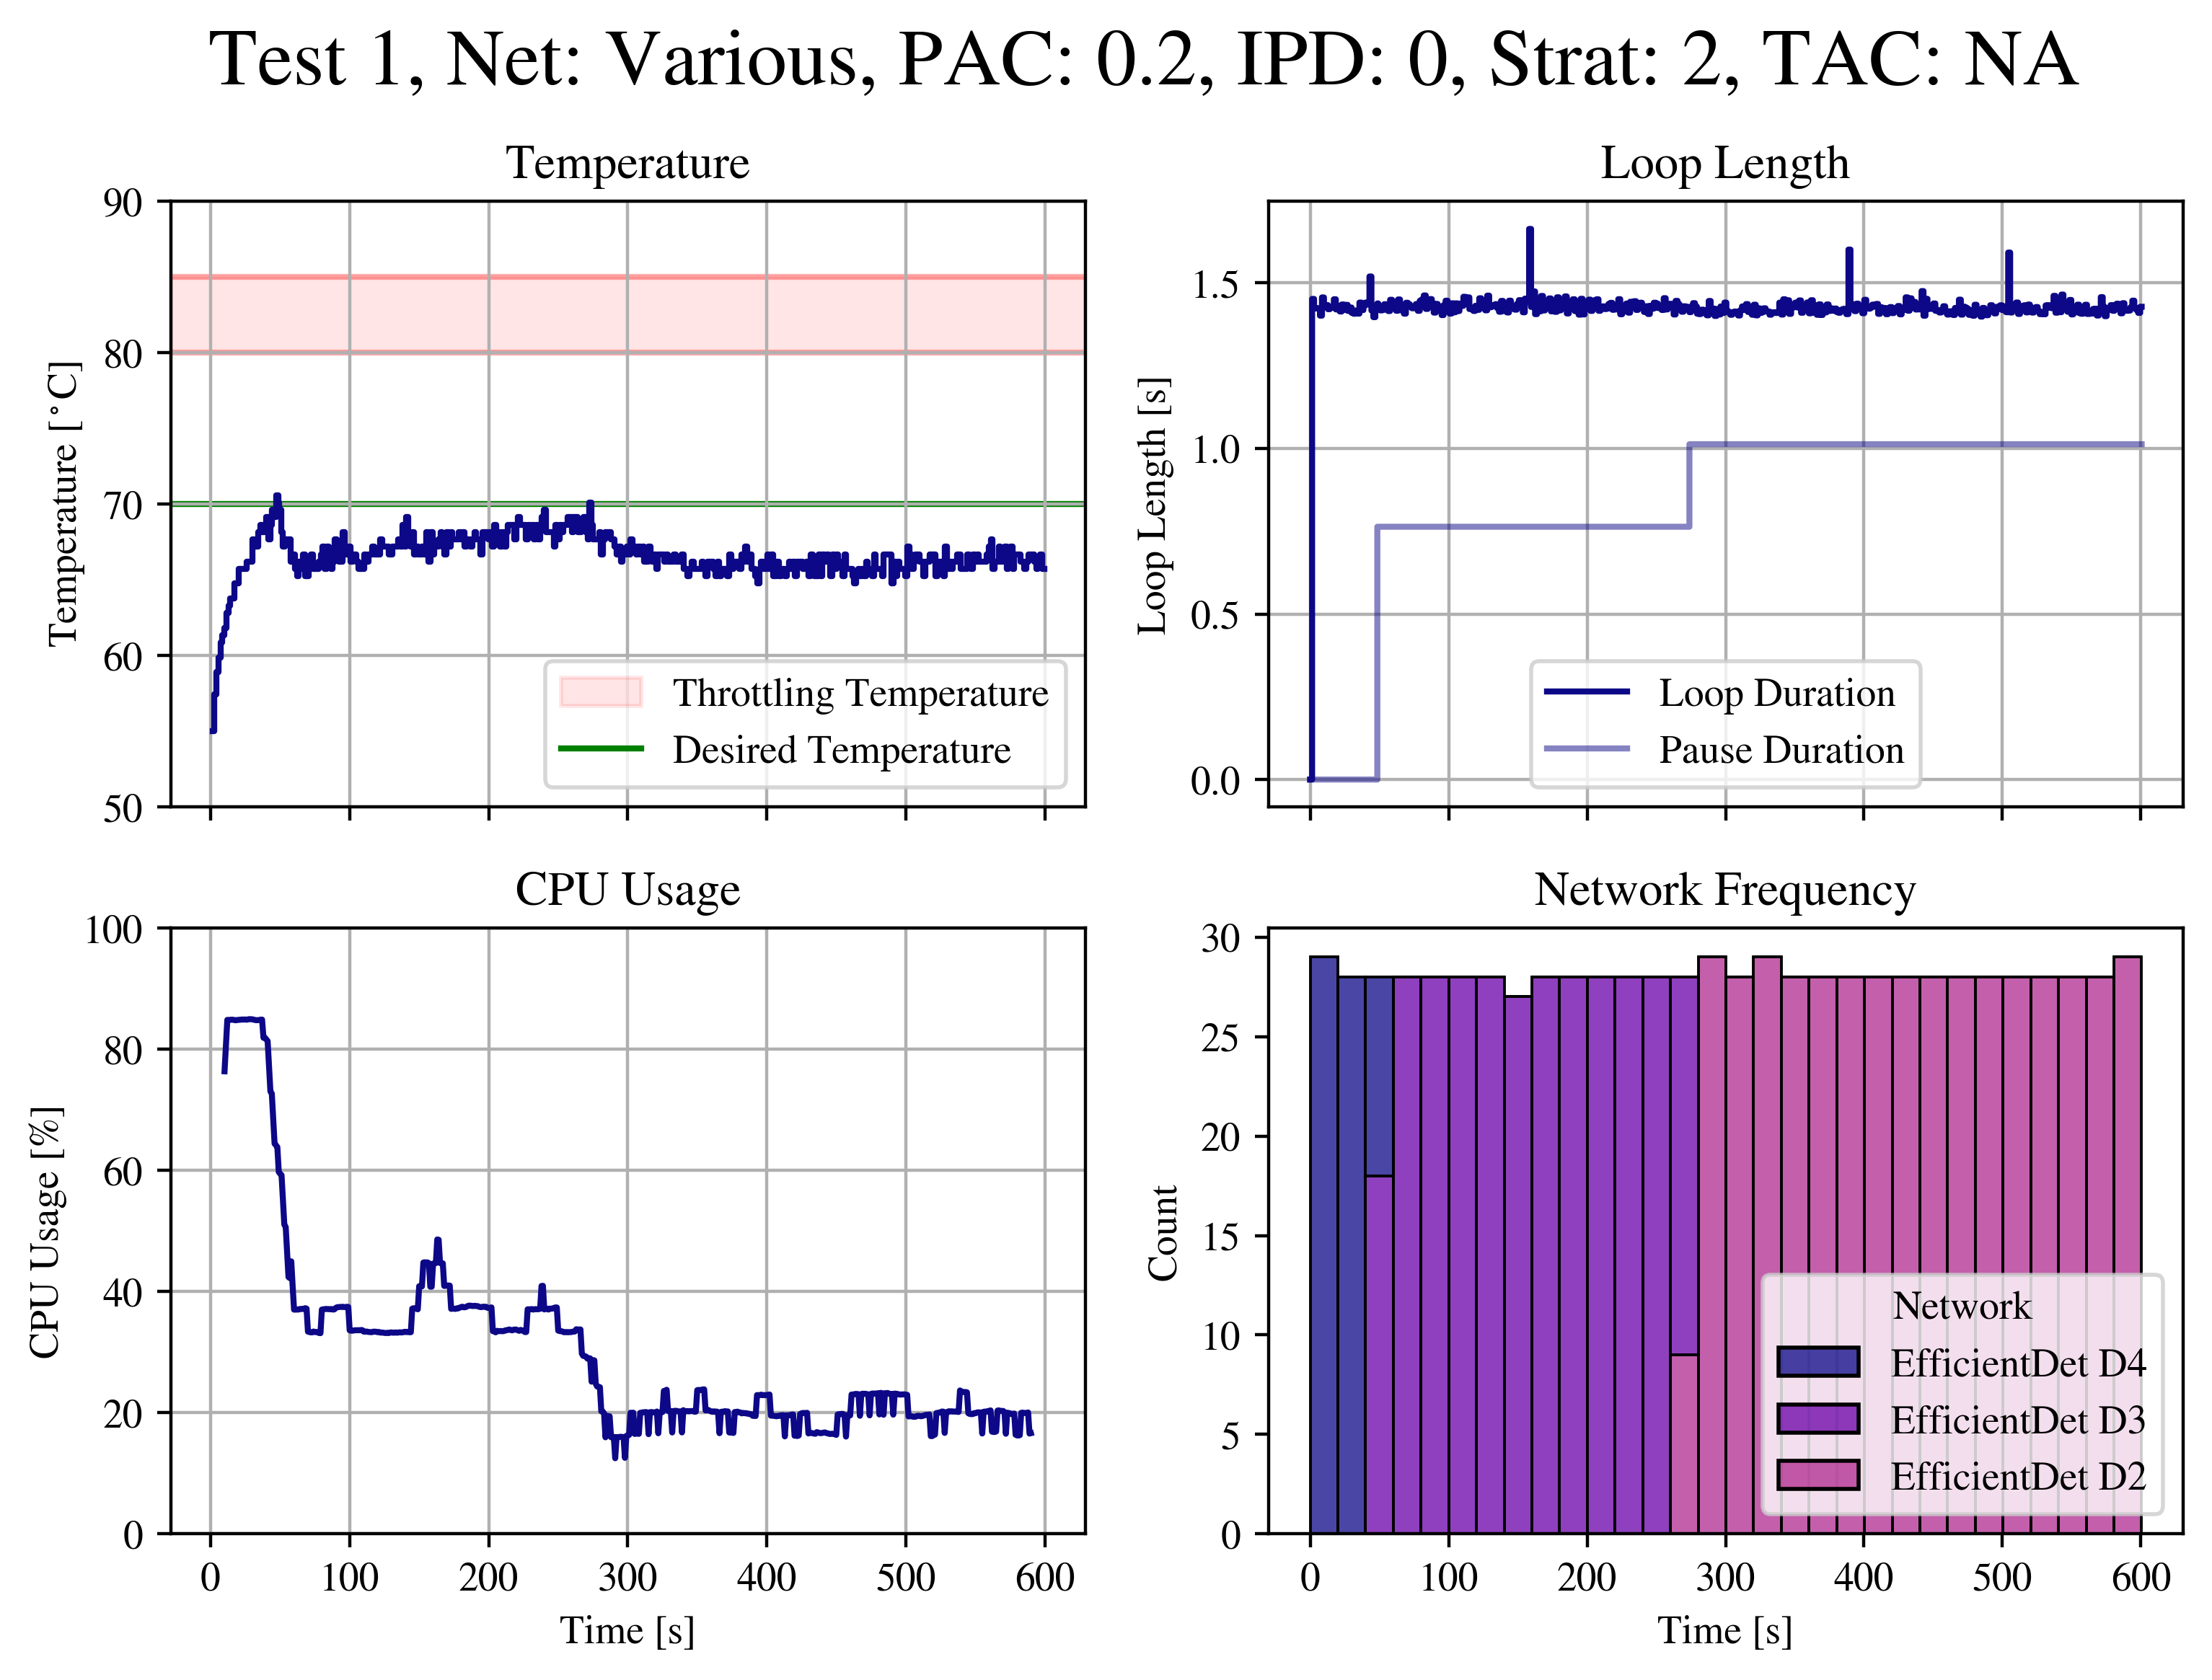 Test 1, Net: Various, PAC: 0.2, IPD: 0, Strat: 2, TAC: NA
Temperature
90
80
70
60
50
Temperature [°C]
Throttling Temperature
Desired Temperature
Loop Length
1.5
1.0
0.5
0.0
Loop Length [s]
Loop Duration
Pause Duration
CPU Usage
100
80
60
40
20
0
CPU Usage [%]
0 100 200 300 400 500 600
Time [s]
Network Frequency
30
25
20
15
10
5
0
Count
Network
EfficientDet D4
EfficientDet D3
EfficientDet D2
0 100 200 300 400 500 600
Time [s]